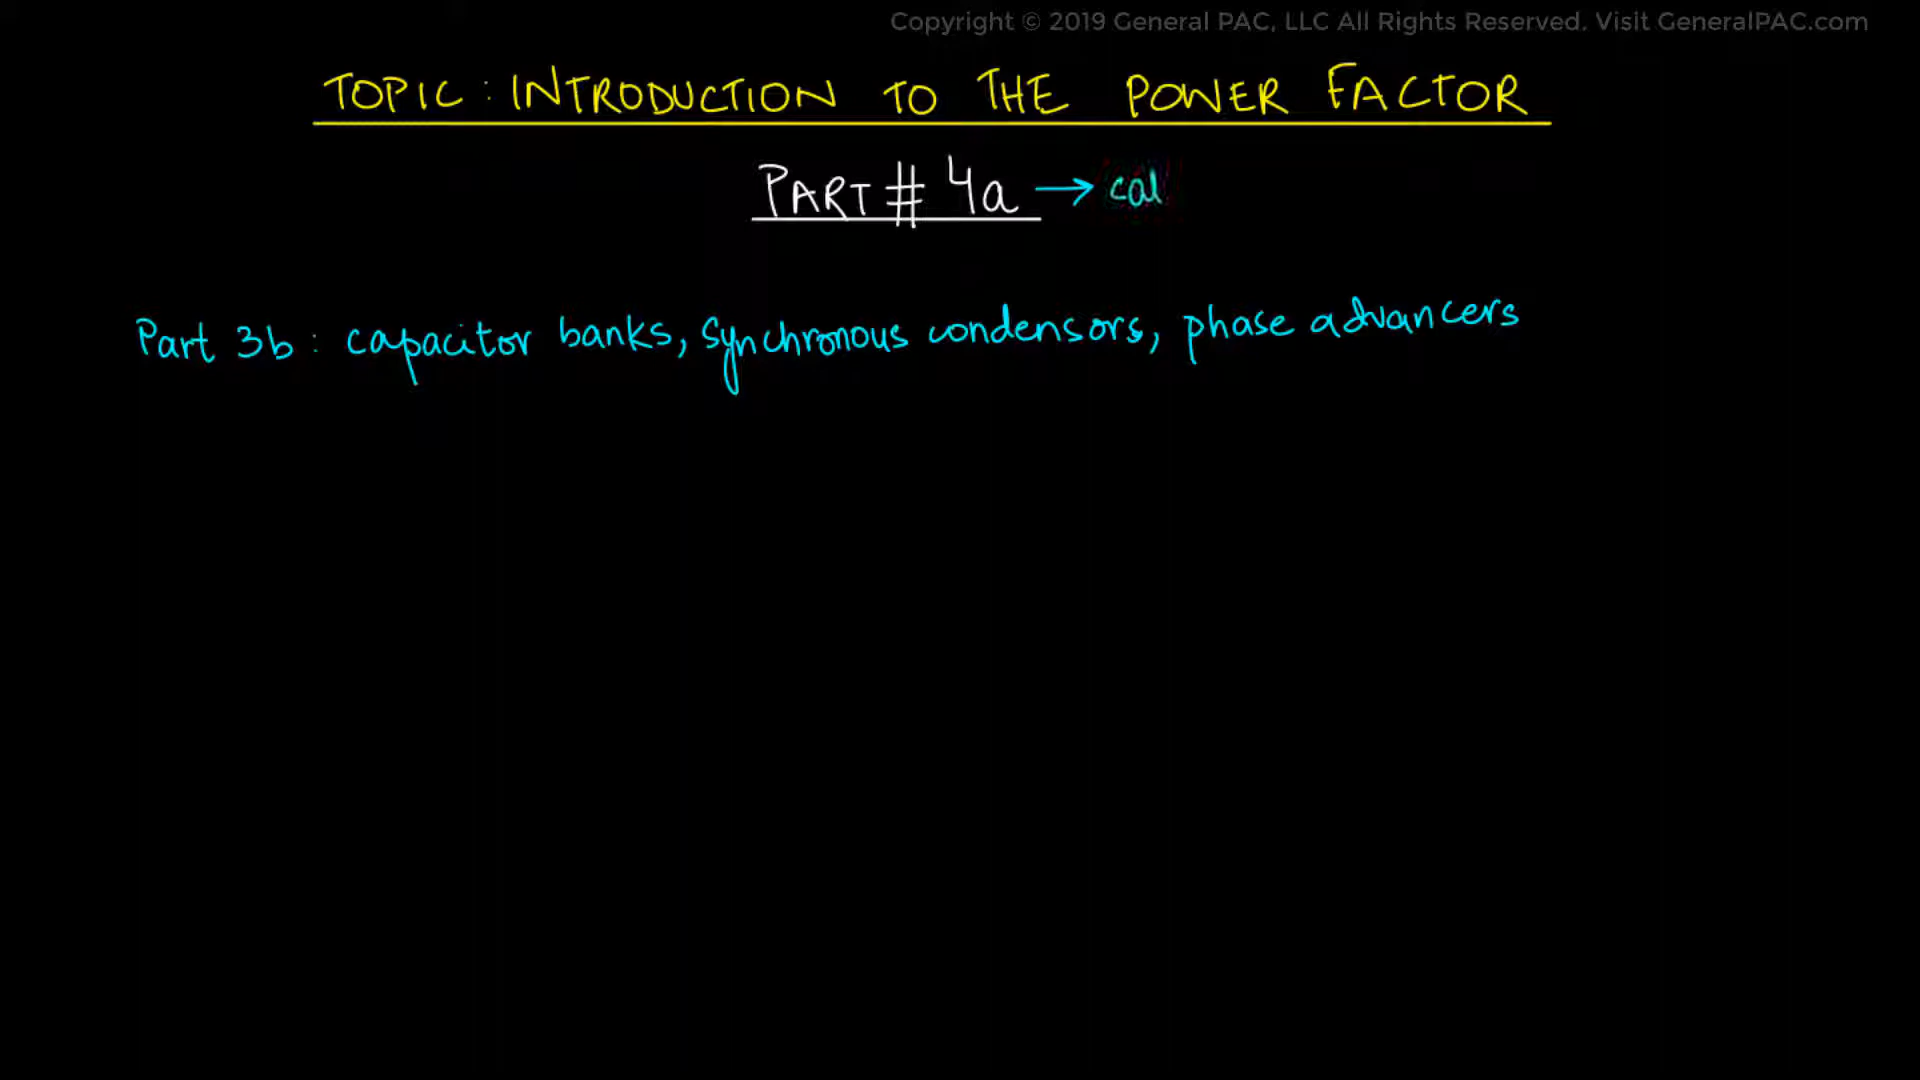 Copyright © 2019 General PAC, LLC All Rights Reserved. Visit GeneralPAC.com
TOPIC : INTRODUCTION TO THE POWER FACTOR
PART # 4a → cal
Part 3b : capacitor banks, synchronous condensors, phase advancers